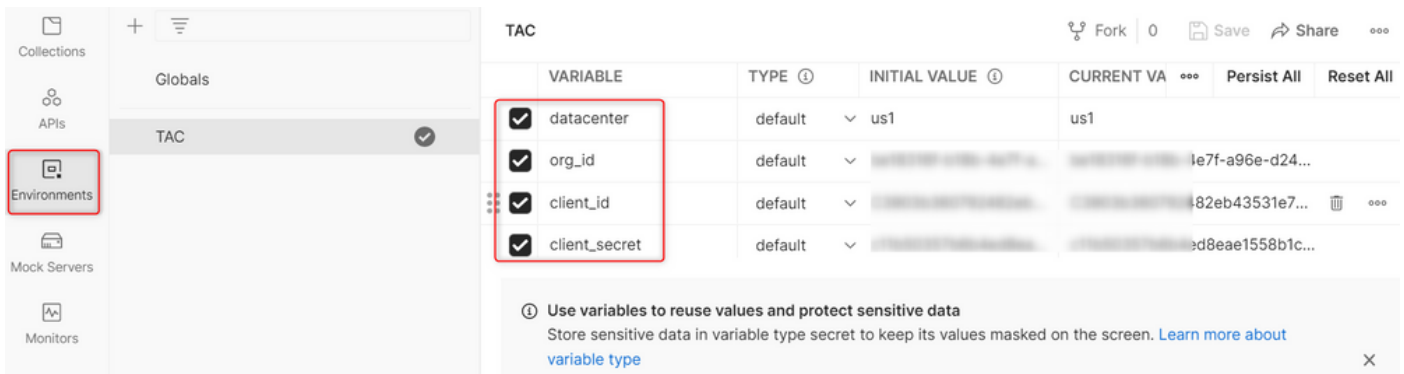 Collections
APIs
Environments
Mock Servers
Monitors
Globals
TAC
TAC
Fork 0 Save Share
VARIABLE TYPE INITIAL VALUE CURRENT VA Persist All Reset All
datacenter default us1 us1
org_id default 4e7f-a96e-d24...
client_id default 482eb43531e7...
client_secret default ed8eae1558b1c...
Use variables to reuse values and protect sensitive data
Store sensitive data in variable type secret to keep its values masked on the screen. Learn more about
variable type